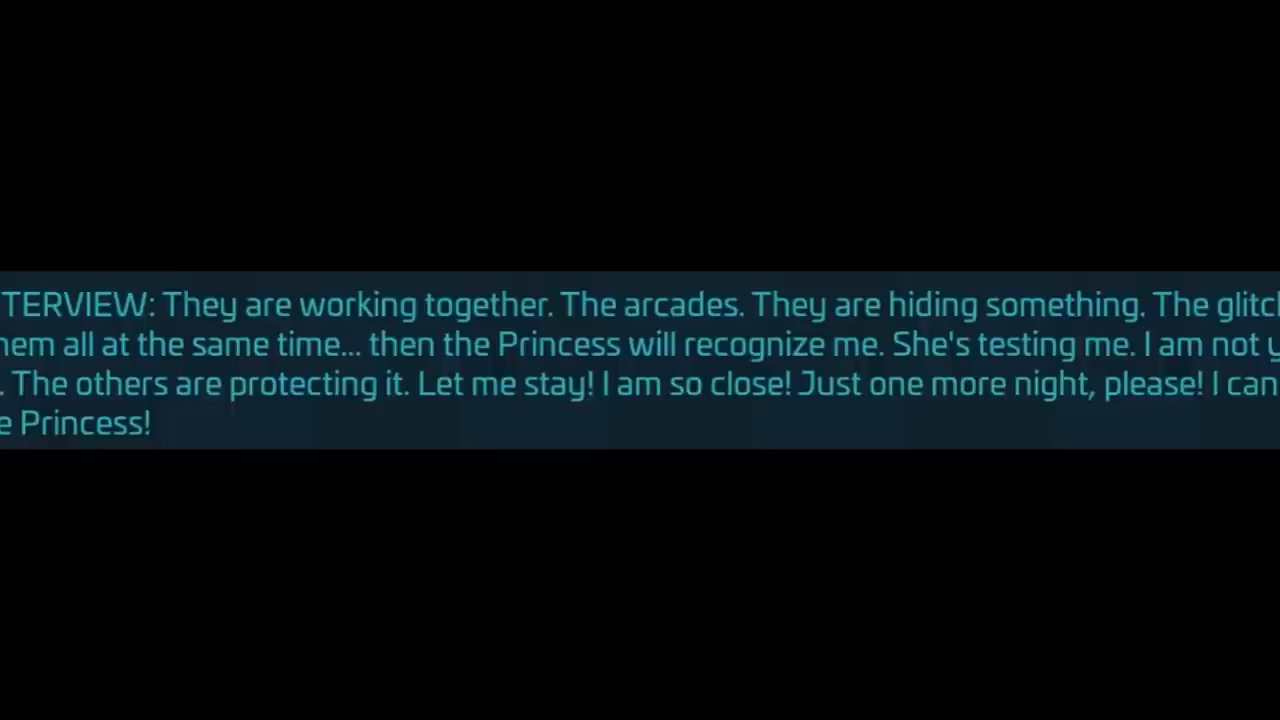 TERVIEW: They are working together. The arcades. They are hiding something. The glitc
hem all at the same time... then the Princess will recognize me. She's testing me. I am not y
. The others are protecting it. Let me stay! I am so close! Just one more night, please! I can
e Princess!